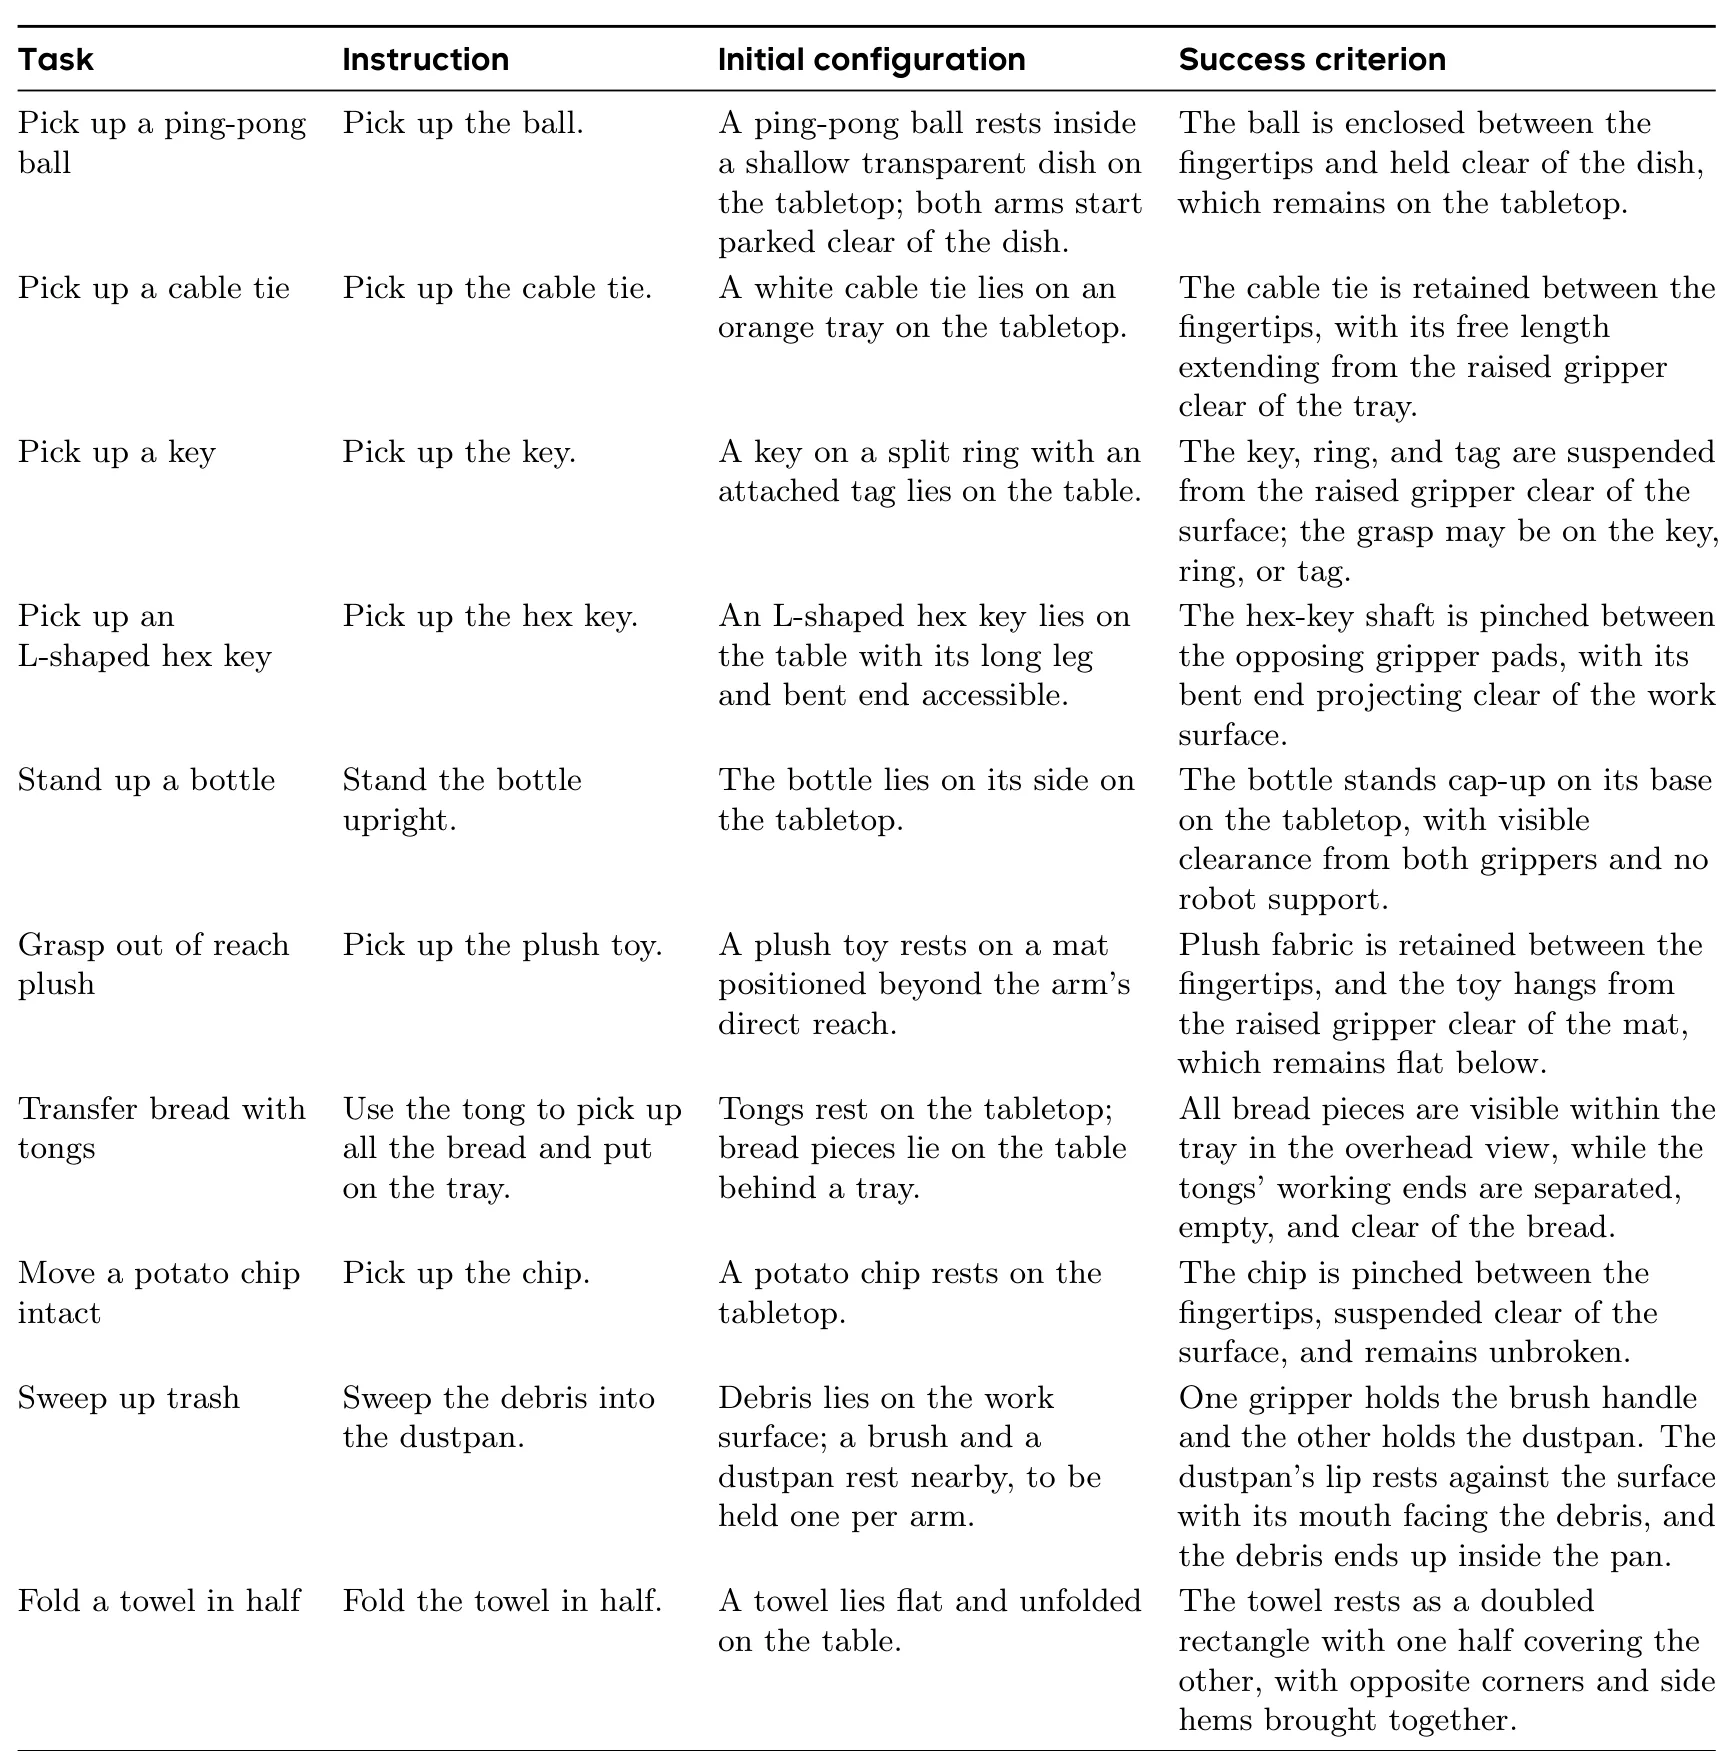 Task Instruction Initial configuration Success criterion
Pick up a ping-pong
ball
Pick up the ball.
A ping-pong ball rests inside
a shallow transparent dish on
the tabletop; both arms start
parked clear of the dish.
The ball is enclosed between the
fingertips and held clear of the dish,
which remains on the tabletop.
Pick up a cable tie
Pick up the cable tie.
A white cable tie lies on an
orange tray on the tabletop.
The cable tie is retained between the
fingertips, with its free length
extending from the raised gripper
clear of the tray.
Pick up a key
Pick up the key.
A key on a split ring with an
attached tag lies on the table.
The key, ring, and tag are suspended
from the raised gripper clear of the
surface; the grasp may be on the key,
ring, or tag.
Pick up an
L-shaped hex key
Pick up the hex key.
An L-shaped hex key lies on
the table with its long leg
and bent end accessible.
The hex-key shaft is pinched between
the opposing gripper pads, with its
bent end projecting clear of the work
surface.
Stand up a bottle
Stand the bottle
upright.
The bottle lies on its side on
the tabletop.
The bottle stands cap-up on its base
on the tabletop, with visible
clearance from both grippers and no
robot support.
Grasp out of reach
plush
Pick up the plush toy.
A plush toy rests on a mat
positioned beyond the arm's
direct reach.
Plush fabric is retained between the
fingertips, and the toy hangs from
the raised gripper clear of the mat,
which remains flat below.
Transfer bread with
tongs
Use the tong to pick up
all the bread and put
on the tray.
Tongs rest on the tabletop;
bread pieces lie on the table
behind a tray.
All bread pieces are visible within the
tray in the overhead view, while the
tongs' working ends are separated,
empty, and clear of the bread.
Move a potato chip
intact
Pick up the chip.
A potato chip rests on the
tabletop.
The chip is pinched between the
fingertips, suspended clear of the
surface, and remains unbroken.
Sweep up trash
Sweep the debris into
the dustpan.
Debris lies on the work
surface; a brush and a
dustpan rest nearby, to be
held one per arm.
One gripper holds the brush handle
and the other holds the dustpan. The
dustpan's lip rests against the surface
with its mouth facing the debris, and
the debris ends up inside the pan.
Fold a towel in half
Fold the towel in half.
A towel lies flat and unfolded
on the table.
The towel rests as a doubled
rectangle with one half covering the
other, with opposite corners and side
hems brought together.